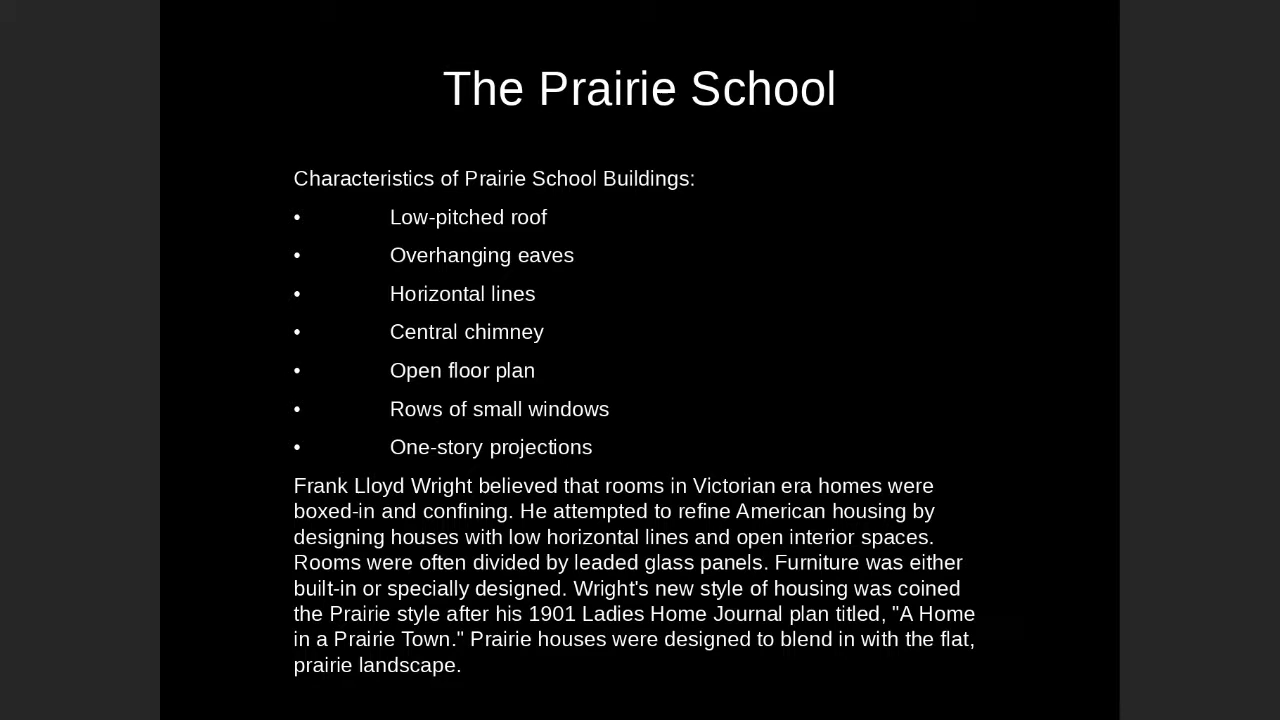 The Prairie School
Characteristics of Prairie School Buildings:
• Low-pitched roof
• Overhanging eaves
• Horizontal lines
• Central chimney
• Open floor plan
• Rows of small windows
• One-story projections
Frank Lloyd Wright believed that rooms in Victorian era homes were
boxed-in and confining. He attempted to refine American housing by
designing houses with low horizontal lines and open interior spaces.
Rooms were often divided by leaded glass panels. Furniture was either
built-in or specially designed. Wright's new style of housing was coined
the Prairie style after his 1901 Ladies Home Journal plan titled, "A Home
in a Prairie Town." Prairie houses were designed to blend in with the flat,
prairie landscape.